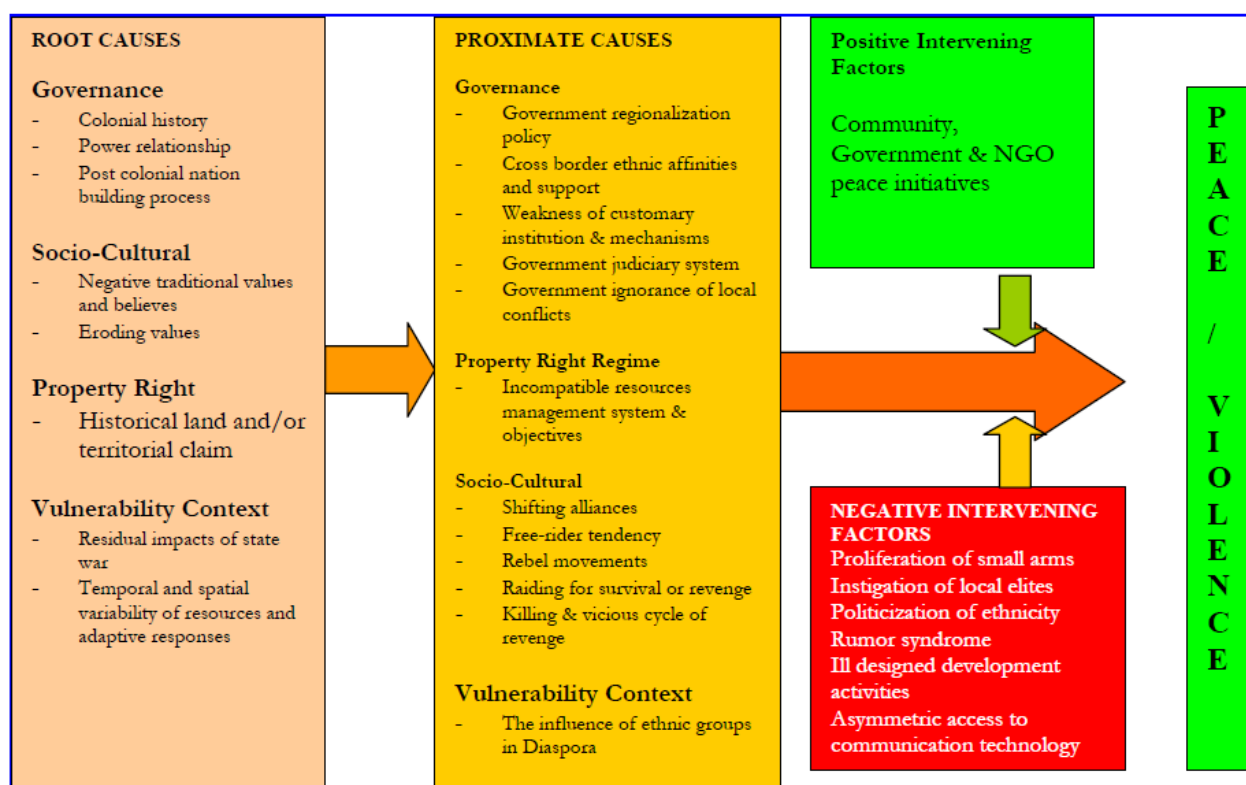 ROOT CAUSES
Governance
- Colonial history
- Power relationship
- Post colonial nation
building process
Socio-Cultural
- Negative traditional values
and believes
- Eroding values
Property Right
- Historical land and/or
territorial claim
Vulnerability Context
- Residual impacts of state
war
- Temporal and spatial
variability of resources and
adaptive responses
PROXIMATE CAUSES
Governance
- Government regionalization
policy
- Cross border ethnic affinities
and support
- Weakness of customary
institution & mechanisms
- Government judiciary system
- Government ignorance of local
conflicts
Property Right Regime
- Incompatible resources
management system &
objectives
Socio-Cultural
- Shifting alliances
- Free-rider tendency
- Rebel movements
- Raiding for survival or revenge
- Killing & vicious cycle of
revenge
Vulnerability Context
- The influence of ethnic groups
in Diaspora
Positive Intervening
Factors
Community,
Government & NGO
peace initiatives
NEGATIVE INTERVENING
FACTORS
Proliferation of small arms
Instigation of local elites
Politicization of ethnicity
Rumor syndrome
Ill designed development
activities
Asymmetric access to
communication technology
PEACE / VIOLENCE